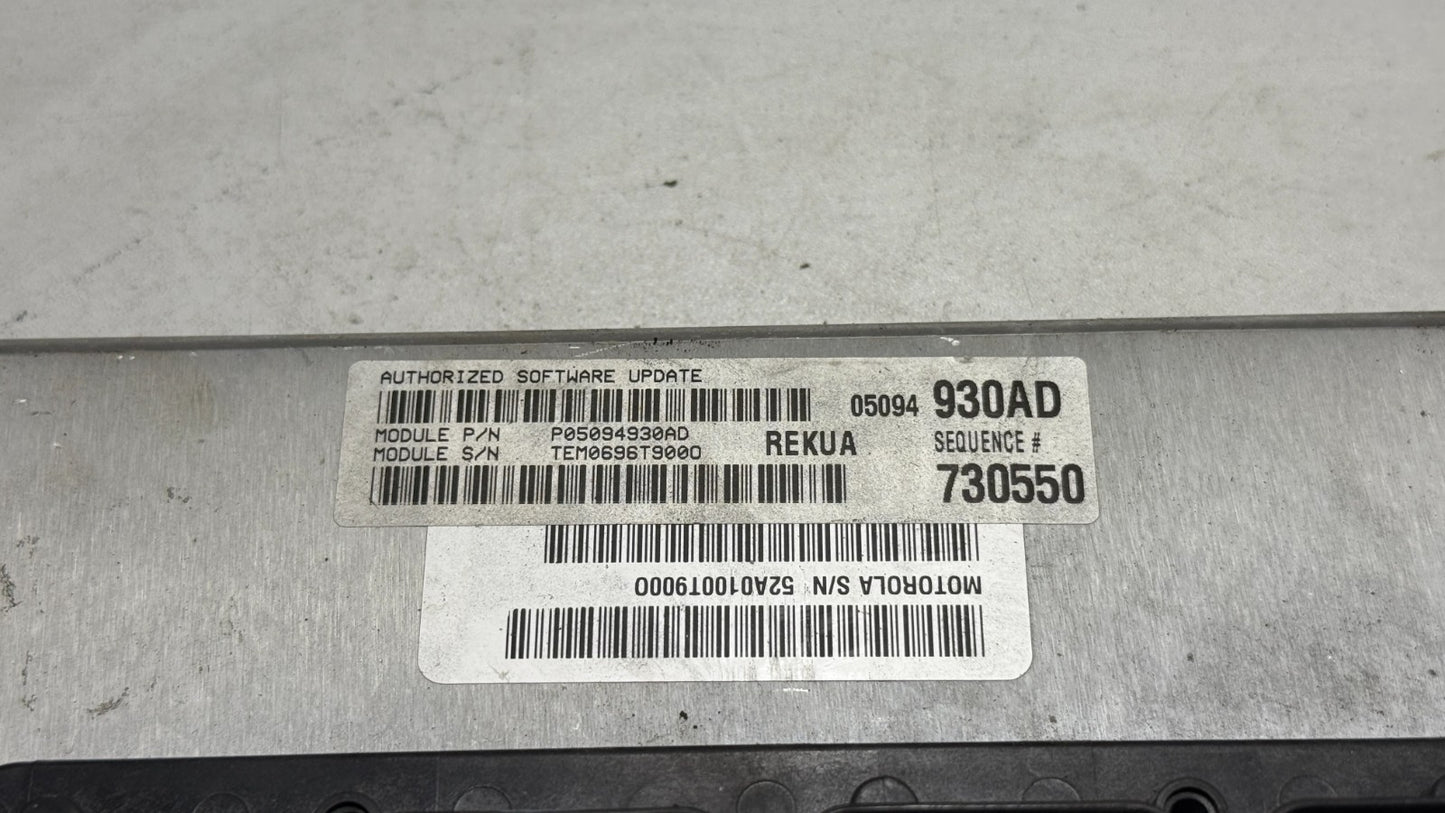 AUTHORIZED SOFTWARE UPDATE
05094 930AD
MODULE P/N P05094930AD
MODULE S/N TEM0696T9000
REKUA
SEQUENCE #
730550
MOTOROLA S/N 52A0100T9000